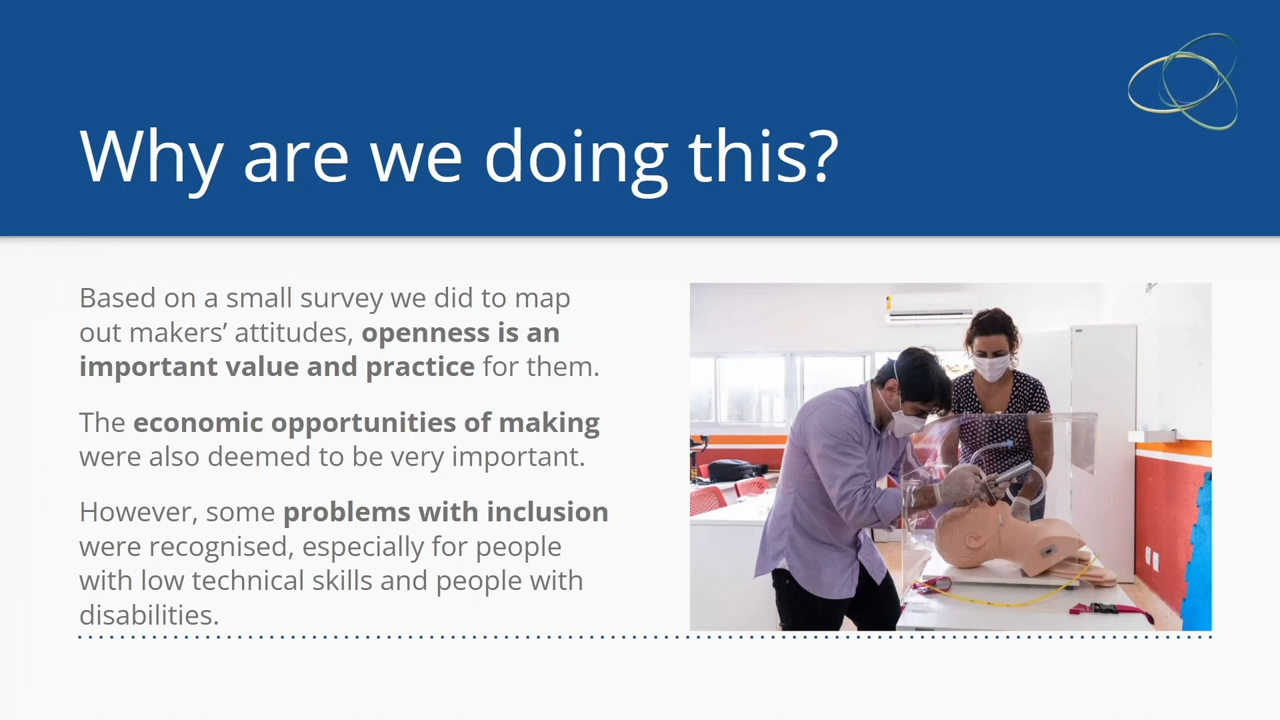 Why are we doing this?
Based on a small survey we did to map
out makers’ attitudes, openness is an
important value and practice for them.
The economic opportunities of making
were also deemed to be very important.
However, some problems with inclusion
were recognised, especially for people
with low technical skills and people with
disabilities.